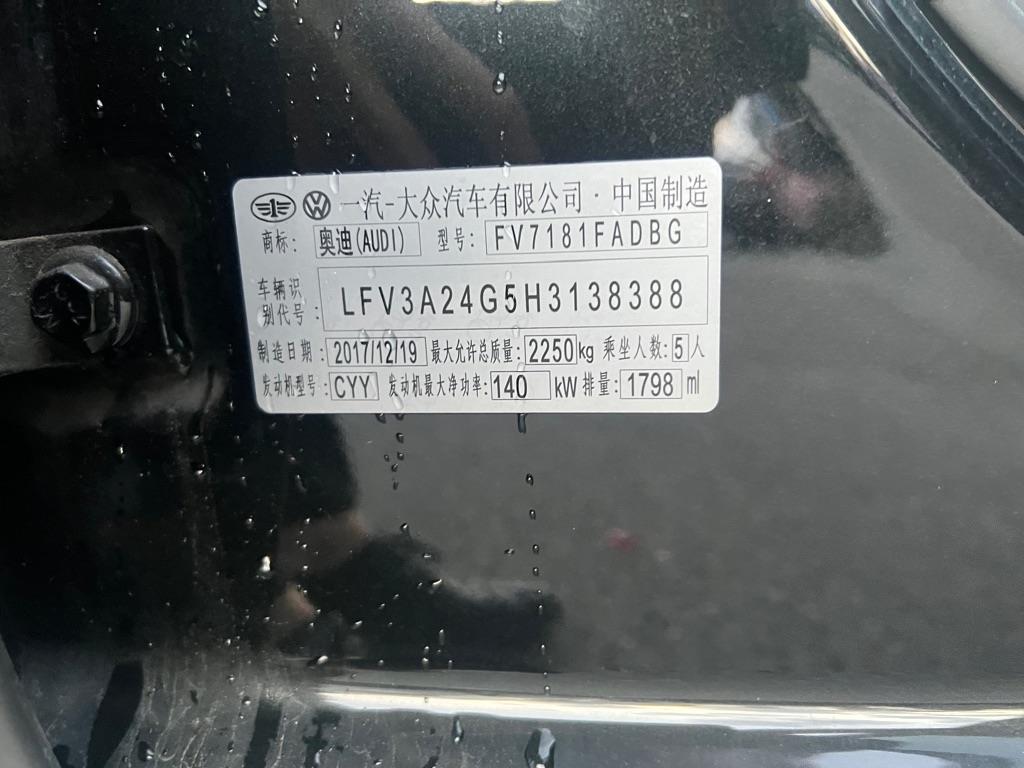 一汽-大众汽车有限公司·中国制造
商标: 奥迪(AUDI) 型号: FV7181FADBG
车辆识别代号: LFV3A24G5H3138388
制造日期: 2017/12/19 最大允许总质量: 2250kg 乘坐人数: 5人
发动机型号: CYY 发动机最大净功率: 140 kW 排量: 1798 ml